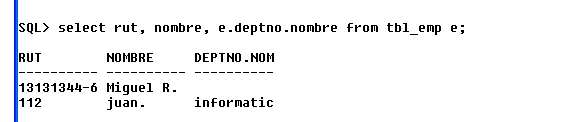 SQL> select rut, nombre, e.deptno.nombre from tbl_emp e;
RUT        NOMBRE     DEPTNO.NOM
---------- ---------- ----------
13131344-6 Miguel R.
112        juan.      informatic